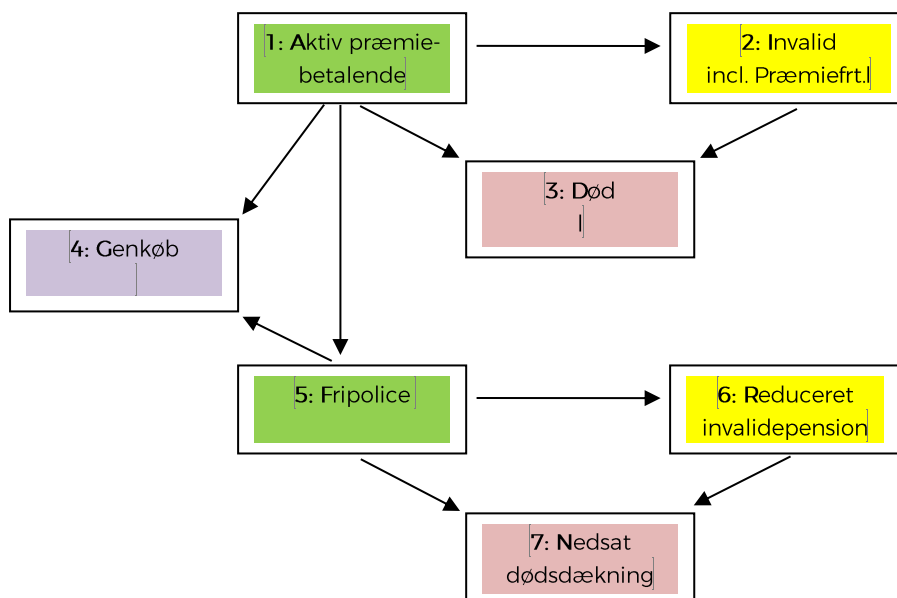 1: Aktiv præmie-
betalende
2: Invalid
incl. Præmiefrt.
3: Død
4: Genkøb
5: Fripolice
6: Reduceret
invalidepension
7: Nedsat
dødsdækning